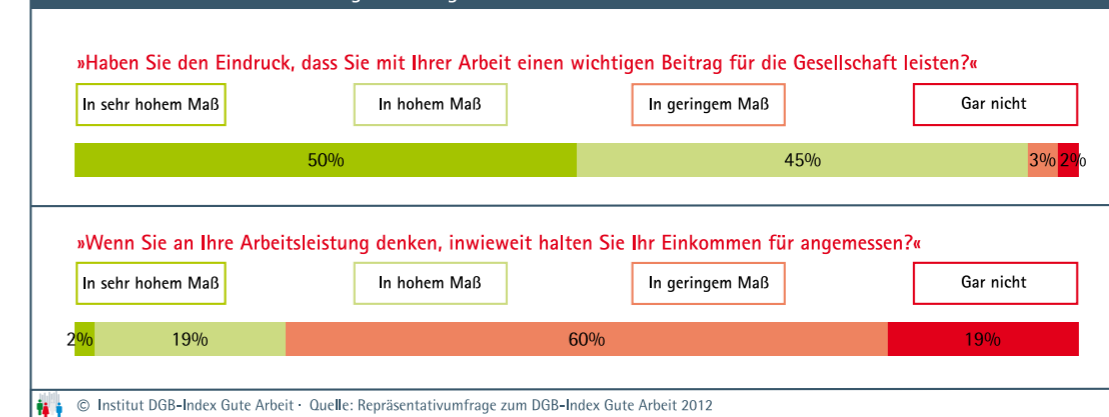 »Haben Sie den Eindruck, dass Sie mit Ihrer Arbeit einen wichtigen Beitrag für die Gesellschaft leisten?«
In sehr hohem Maß In hohem Maß In geringem Maß Gar nicht
50% 45% 3% 2%
»Wenn Sie an Ihre Arbeitsleistung denken, inwieweit halten Sie Ihr Einkommen für angemessen?«
In sehr hohem Maß In hohem Maß In geringem Maß Gar nicht
2% 19% 60% 19%
© Institut DGB-Index Gute Arbeit · Quelle: Repräsentativumfrage zum DGB-Index Gute Arbeit 2012